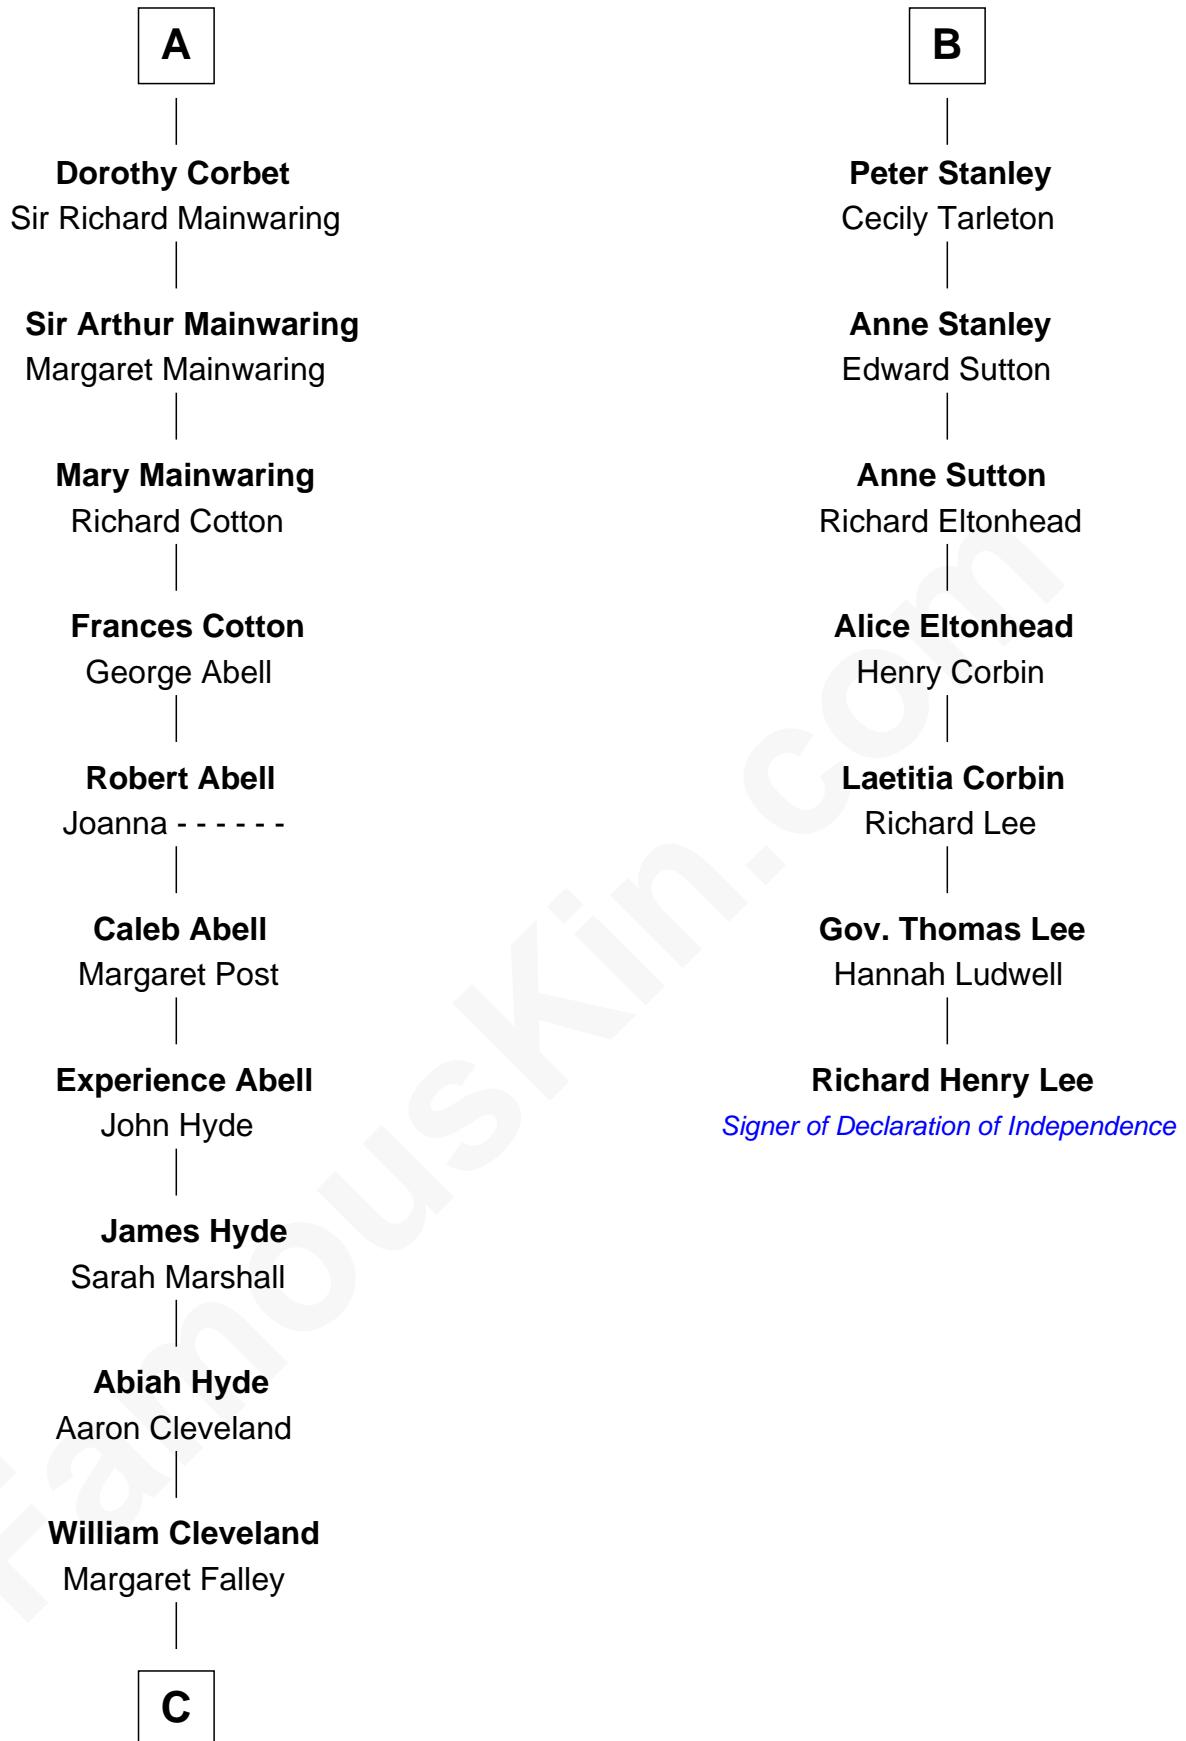 A
Dorothy Corbet
Sir Richard Mainwaring
Sir Arthur Mainwaring
Margaret Mainwaring
Mary Mainwaring
Richard Cotton
Frances Cotton
George Abell
Robert Abell
Joanna - - - - - -
Caleb Abell
Margaret Post
Experience Abell
John Hyde
James Hyde
Sarah Marshall
Abiah Hyde
Aaron Cleveland
William Cleveland
Margaret Falley
C
B
Peter Stanley
Cecily Tarleton
Anne Stanley
Edward Sutton
Anne Sutton
Richard Eltonhead
Alice Eltonhead
Henry Corbin
Laetitia Corbin
Richard Lee
Gov. Thomas Lee
Hannah Ludwell
Richard Henry Lee
Signer of Declaration of Independence
FamousKin.com